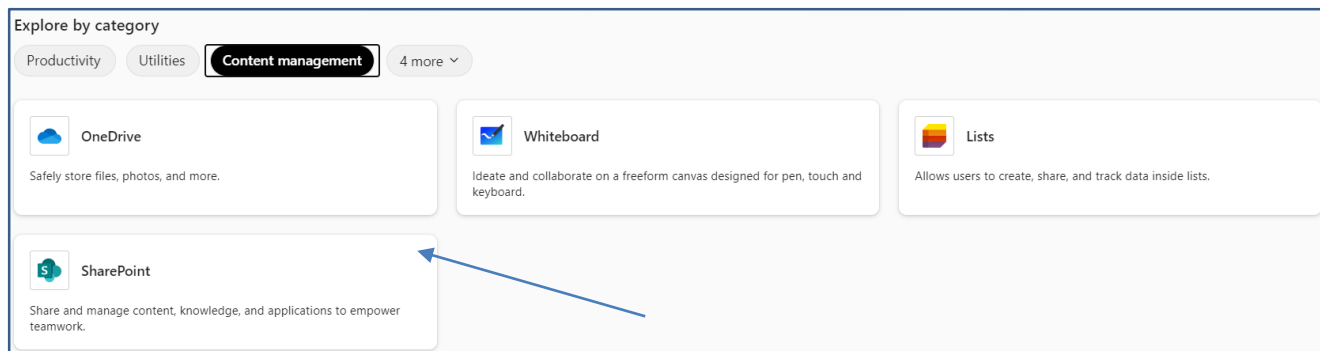 Explore by category
Productivity
Utilities
Content management
4 more
OneDrive
Safely store files, photos, and more.
Whiteboard
Ideate and collaborate on a freeform canvas designed for pen, touch and
keyboard.
Lists
Allows users to create, share, and track data inside lists.
S
SharePoint
Share and manage content, knowledge, and applications to empower
teamwork.